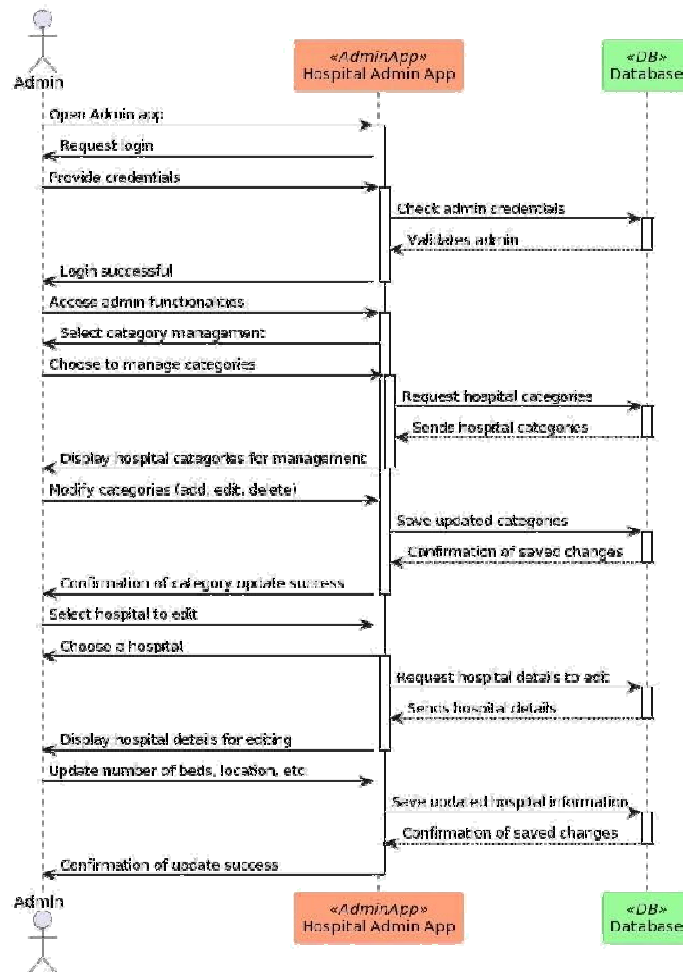 Admin
«AdminApp»
Hospital Admin App
«DB»
Database
Open Admin app
Request login
Provide credentials
Check admin credentials
Validates admin
Login successful
Access admin functionalities
Select category management
Choose to manage categories
Request hospital categories
Sends hospital categories
Display hospital categories for management
Modify categories (add, edit, delete)
Save updated categories
Confirmation of saved changes
Confirmation of category update success
Select hospital to edit
Choose a hospital
Request hospital details to edit
Sends hospital details
Display hospital details for editing
Update number of beds, location, etc
Save updated hospital information
Confirmation of saved changes
Confirmation of update success
Admin
«AdminApp»
Hospital Admin App
«DB»
Database